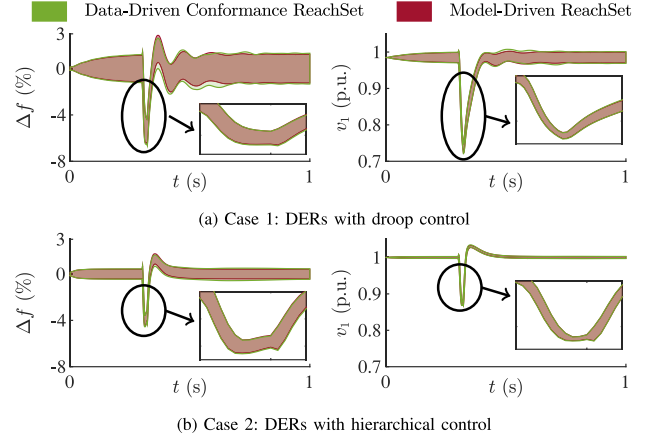 Data-Driven Conformance ReachSet Model-Driven ReachSet
3
0
-4
-8
Δf (%)
0 1
t (s)
1
0.9
0.8
0.7
v₁ (p.u.)
0 1
t (s)
(a) Case 1: DERs with droop control
3
0
-4
-8
Δf (%)
0 1
t (s)
1
0.9
0.8
0.7
v₁ (p.u.)
0 1
t (s)
(b) Case 2: DERs with hierarchical control